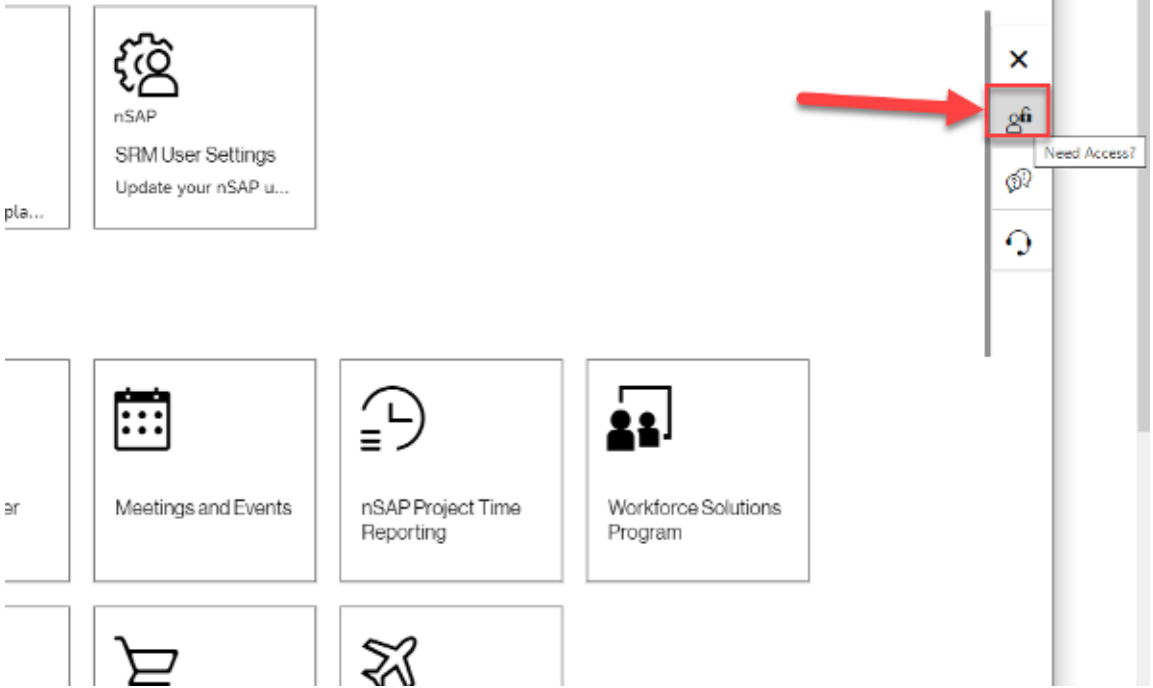 nSAP
SRM User Settings
Update your nSAP u...
pla...
Need Access?
er
Meetings and Events
nSAP Project Time
Reporting
Workforce Solutions
Program